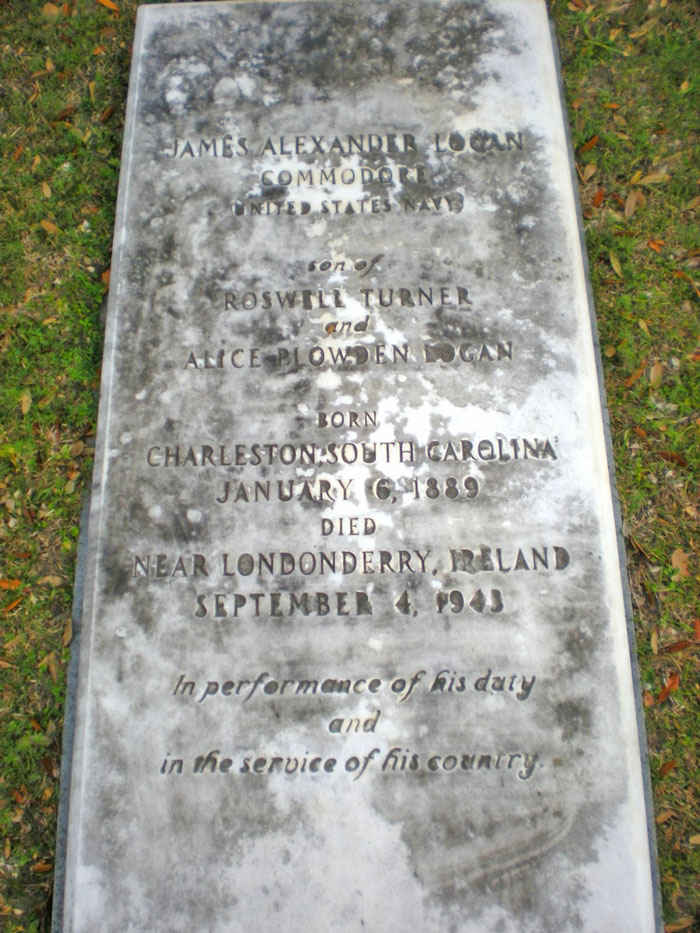 JAMES ALEXANDER LOGAN
COMMODORE
UNITED STATES NAVY
son of
ROSWELL TURNER
and
ALICE PLOWDEN LOGAN
BORN
CHARLESTON, SOUTH CAROLINA
JANUARY 6, 1889
DIED
NEAR LONDONDERRY, IRELAND
SEPTEMBER 4, 1943
In performance of his duty
and
in the service of his country.